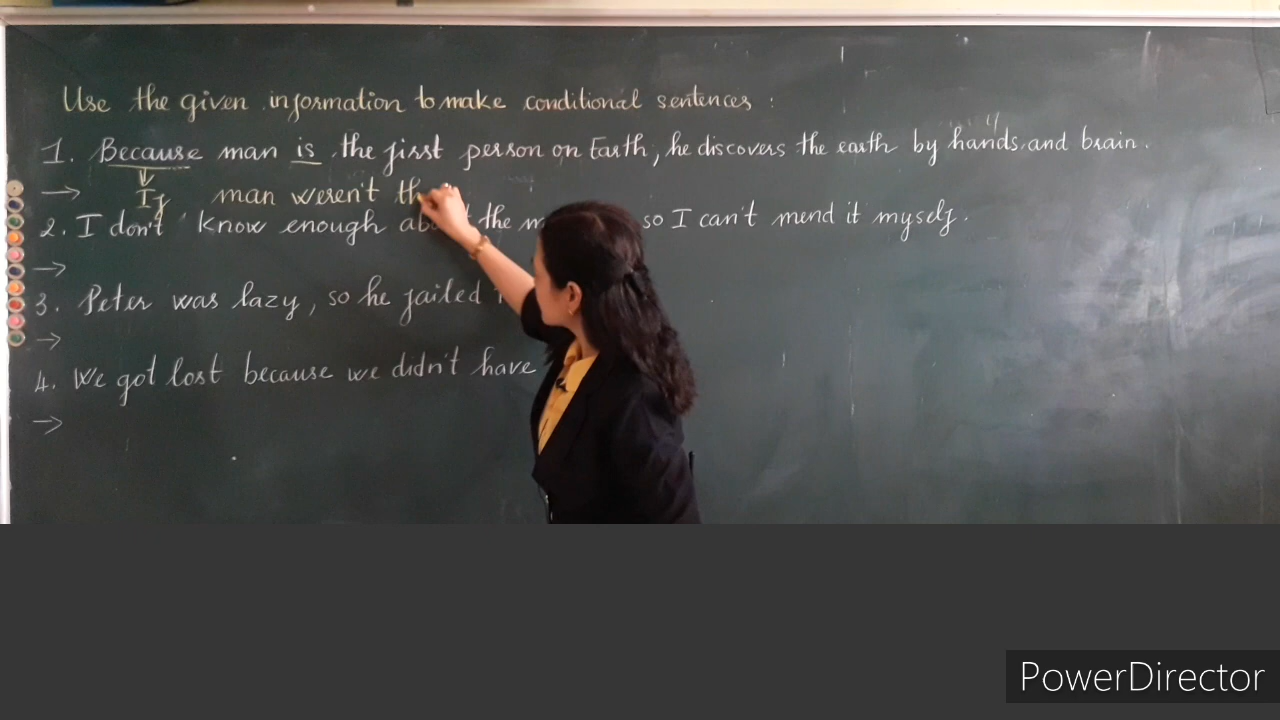 Use the given information to make conditional sentences :
1. Because man is the first person on Earth, he discovers the earth by hands and brain.
→ If man weren't th
2. I don't know enough the so I can't mend it myself.
→
3. Peter was lazy, so he failed
→
4. We got lost because we didn't have
→
PowerDirector